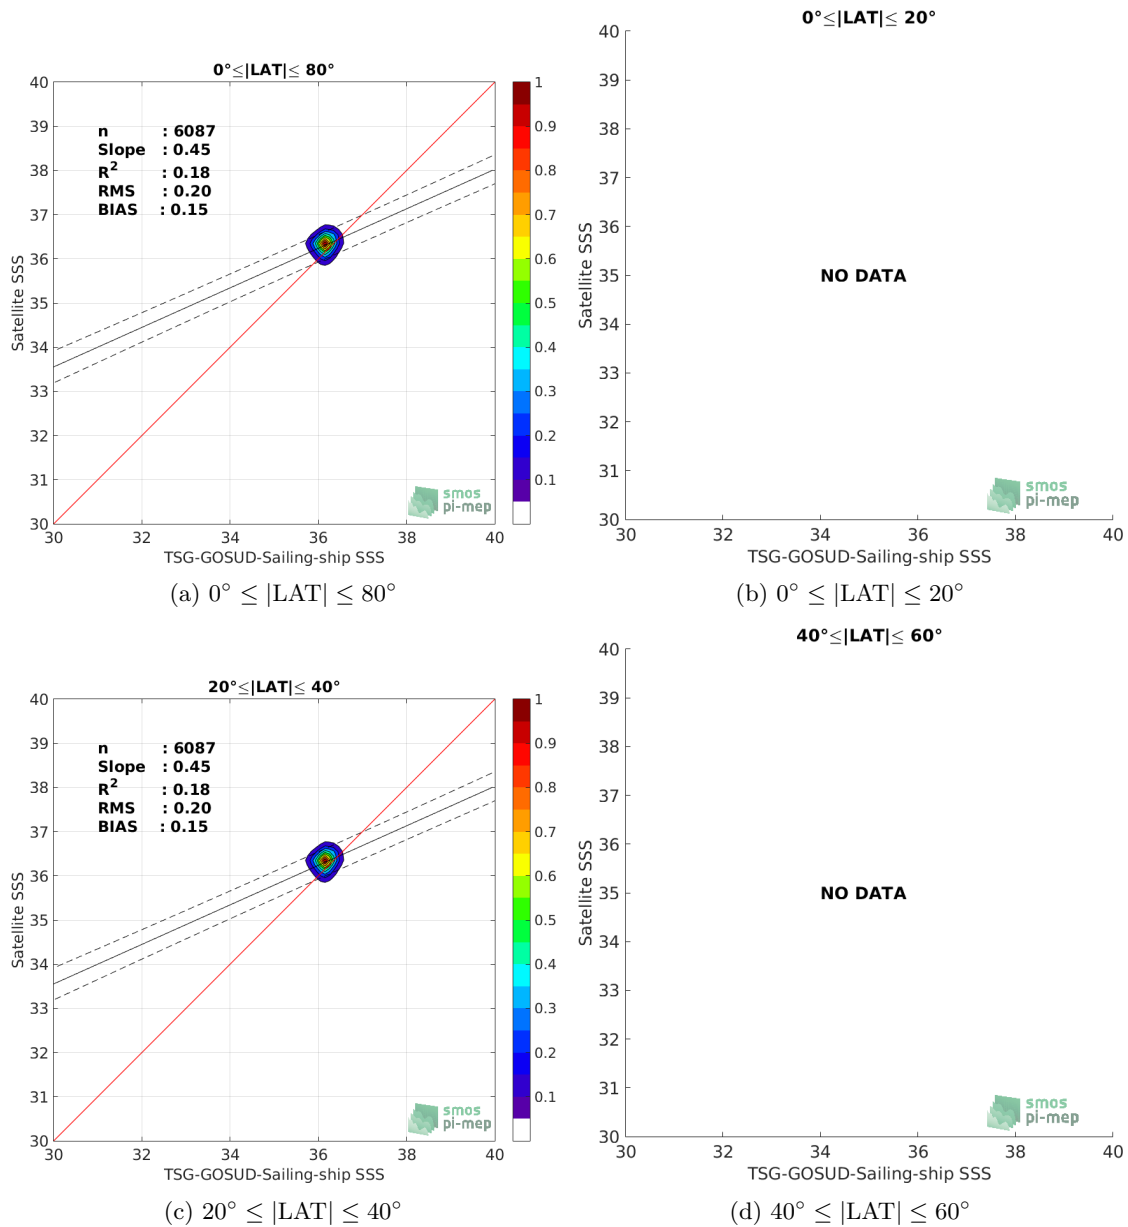 0°≤|LAT|≤ 80°
40
39
38
37
36
35
34
33
32
31
30
Satellite SSS
n : 6087
Slope : 0.45
R² : 0.18
RMS : 0.20
BIAS : 0.15
smos
pi-mep
30 32 34 36 38 40
TSG-GOSUD-Sailing-ship SSS
1
0.9
0.8
0.7
0.6
0.5
0.4
0.3
0.2
0.1
(a) 0° ≤ |LAT| ≤ 80°
0°≤|LAT|≤ 20°
40
39
38
37
36
35
34
33
32
31
30
Satellite SSS
NO DATA
smos
pi-mep
30 32 34 36 38 40
TSG-GOSUD-Sailing-ship SSS
(b) 0° ≤ |LAT| ≤ 20°
20°≤|LAT|≤ 40°
40
39
38
37
36
35
34
33
32
31
30
Satellite SSS
n : 6087
Slope : 0.45
R² : 0.18
RMS : 0.20
BIAS : 0.15
smos
pi-mep
30 32 34 36 38 40
TSG-GOSUD-Sailing-ship SSS
1
0.9
0.8
0.7
0.6
0.5
0.4
0.3
0.2
0.1
(c) 20° ≤ |LAT| ≤ 40°
40°≤|LAT|≤ 60°
40
39
38
37
36
35
34
33
32
31
30
Satellite SSS
NO DATA
smos
pi-mep
30 32 34 36 38 40
TSG-GOSUD-Sailing-ship SSS
(d) 40° ≤ |LAT| ≤ 60°